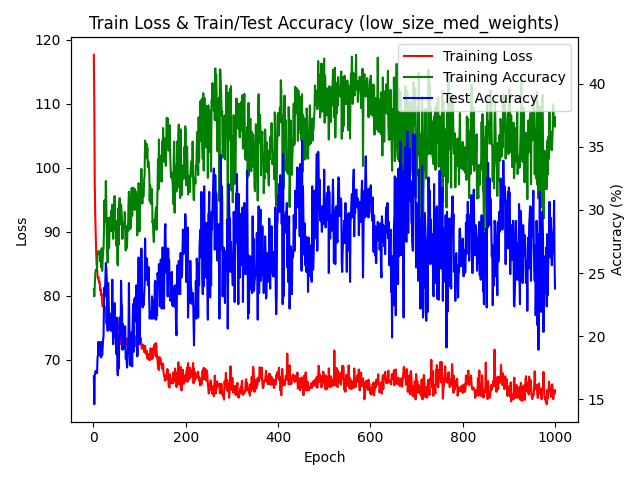 Train Loss & Train/Test Accuracy (low_size_med_weights)
120
110
100
90
80
70
Loss
Training Loss
Training Accuracy
Test Accuracy
40
35
30
25
20
15
Accuracy (%)
0
200
400
600
800
1000
Epoch